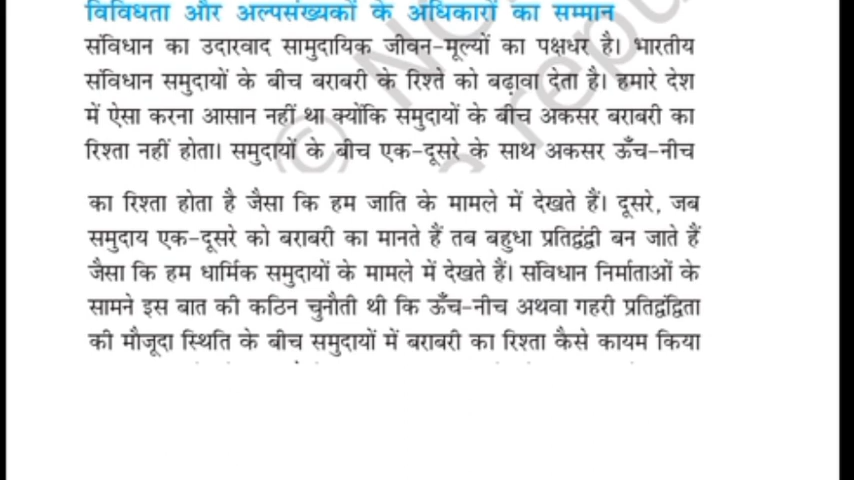 विविधता और अल्पसंख्यकों के अधिकारों का सम्मान
संविधान का उदारवाद सामुदायिक जीवन-मूल्यों का पक्षधर है। भारतीय
संविधान समुदायों के बीच बराबरी के रिश्ते को बढ़ावा देता है। हमारे देश
में ऐसा करना आसान नहीं था क्योंकि समुदायों के बीच अकसर बराबरी का
रिश्ता नहीं होता। समुदायों के बीच एक-दूसरे के साथ अकसर ऊँच-नीच
का रिश्ता होता है जैसा कि हम जाति के मामले में देखते हैं। दूसरे, जब
समुदाय एक-दूसरे को बराबरी का मानते हैं तब बहुधा प्रतिद्वंद्वी बन जाते हैं
जैसा कि हम धार्मिक समुदायों के मामले में देखते हैं। संविधान निर्माताओं के
सामने इस बात की कठिन चुनौती थी कि ऊँच-नीच अथवा गहरी प्रतिद्वंद्विता
की मौजूदा स्थिति के बीच समुदायों में बराबरी का रिश्ता कैसे कायम किया